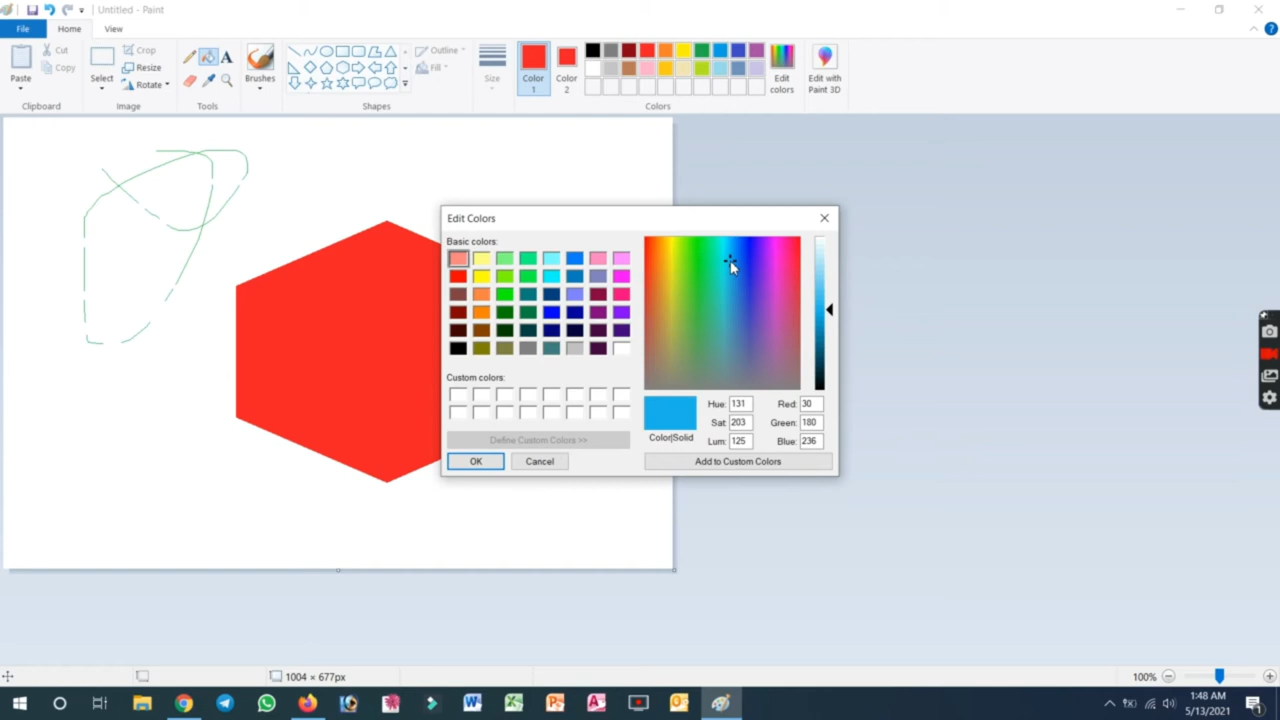 Untitled - Paint
File
Home
View
Paste
Cut
Copy
Clipboard
Select
Crop
Resize
Rotate
Image
A
Tools
Brushes
Outline
Fill
Shapes
Size
Color
1
Color
2
Colors
Edit
colors
Edit with
Paint 3D
Edit Colors
Basic colors:
Custom colors:
Define Custom Colors >>
OK
Cancel
Color|Solid
Hue: 131
Sat: 203
Lum: 125
Red: 30
Green: 180
Blue: 236
Add to Custom Colors
1004 × 677px
100%
1:48 AM
5/13/2021
1